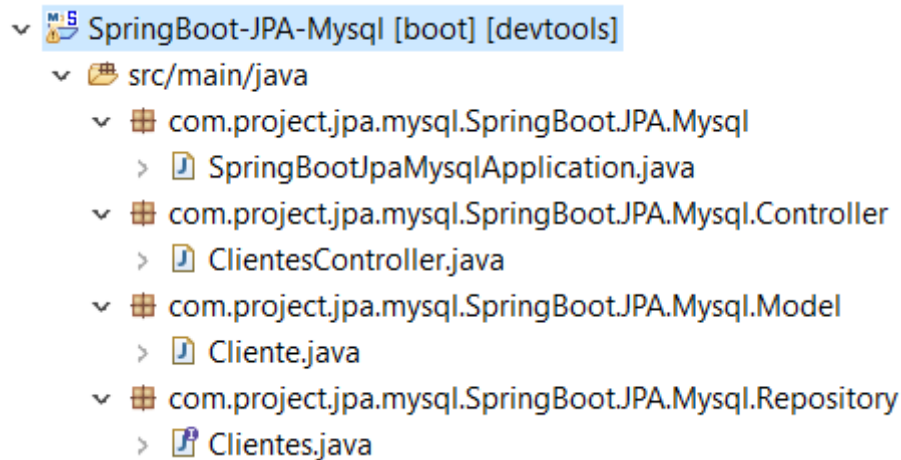 SpringBoot-JPA-Mysql [boot] [devtools]
src/main/java
com.project.jpa.mysql.SpringBoot.JPA.Mysql
SpringBootJpaMysqlApplication.java
com.project.jpa.mysql.SpringBoot.JPA.Mysql.Controller
ClientesController.java
com.project.jpa.mysql.SpringBoot.JPA.Mysql.Model
Cliente.java
com.project.jpa.mysql.SpringBoot.JPA.Mysql.Repository
Clientes.java